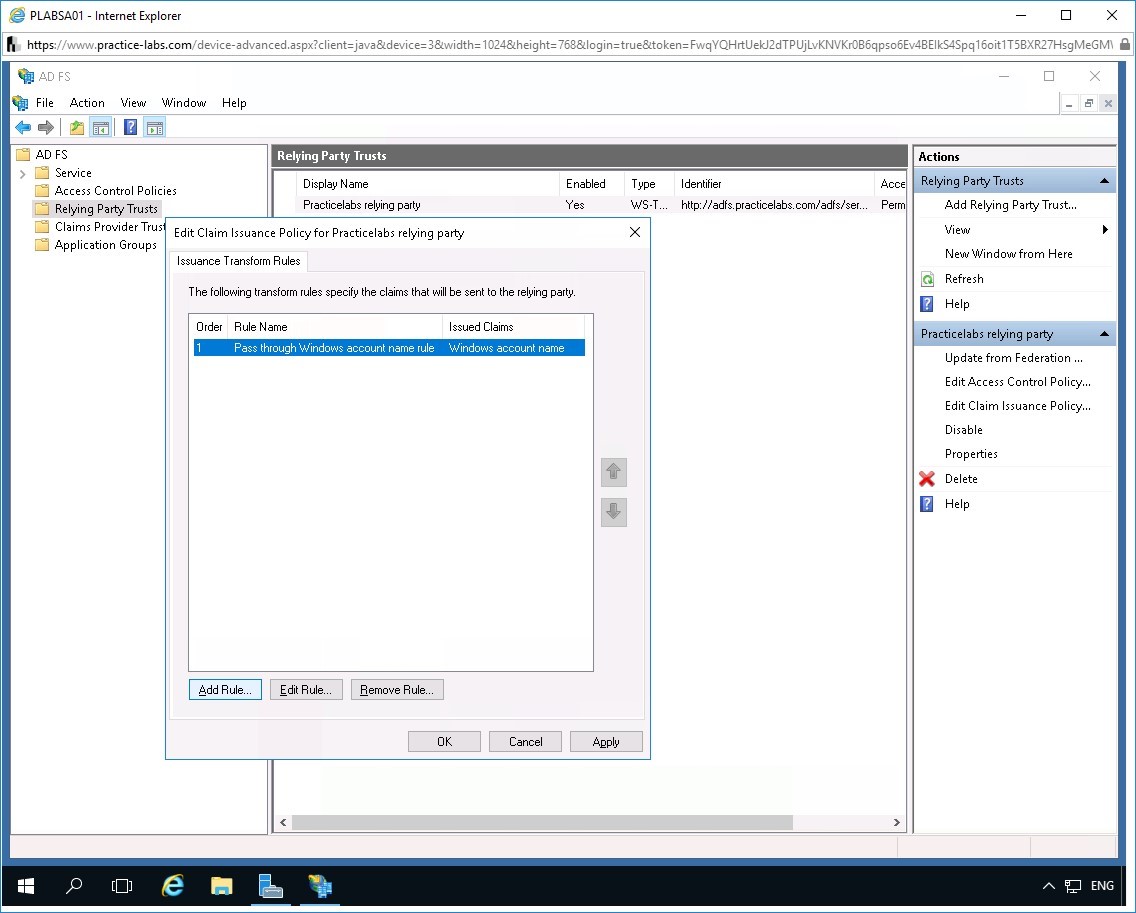 PLABSA01 - Internet Explorer
https://www.practice-labs.com/device-advanced.aspx?client=java&device=3&width=1024&height=768&login=true&token=FwqYQHrtUekJ2dTPUjLvKNVKr0B6qpso6Ev4BEIkS4Spq16oit1T5BXR27HsgMeGM
AD FS
File Action View Window Help
AD FS
Service
Access Control Policies
Relying Party Trusts
Claims Provider Trust
Application Groups
Relying Party Trusts
Display Name Enabled Type Identifier Acce
Practicelabs relying party Yes WS-T... http://adfs.practicelabs.com/adfs/ser... Perm
Edit Claim Issuance Policy for Practicelabs relying party
Issuance Transform Rules
The following transform rules specify the claims that will be sent to the relying party.
Order Rule Name Issued Claims
1 Pass through Windows account name rule Windows account name
Add Rule... Edit Rule... Remove Rule...
OK Cancel Apply
Actions
Relying Party Trusts
Add Relying Party Trust...
View
New Window from Here
Refresh
Help
Practicelabs relying party
Update from Federation ...
Edit Access Control Policy...
Edit Claim Issuance Policy...
Disable
Properties
Delete
Help
ENG